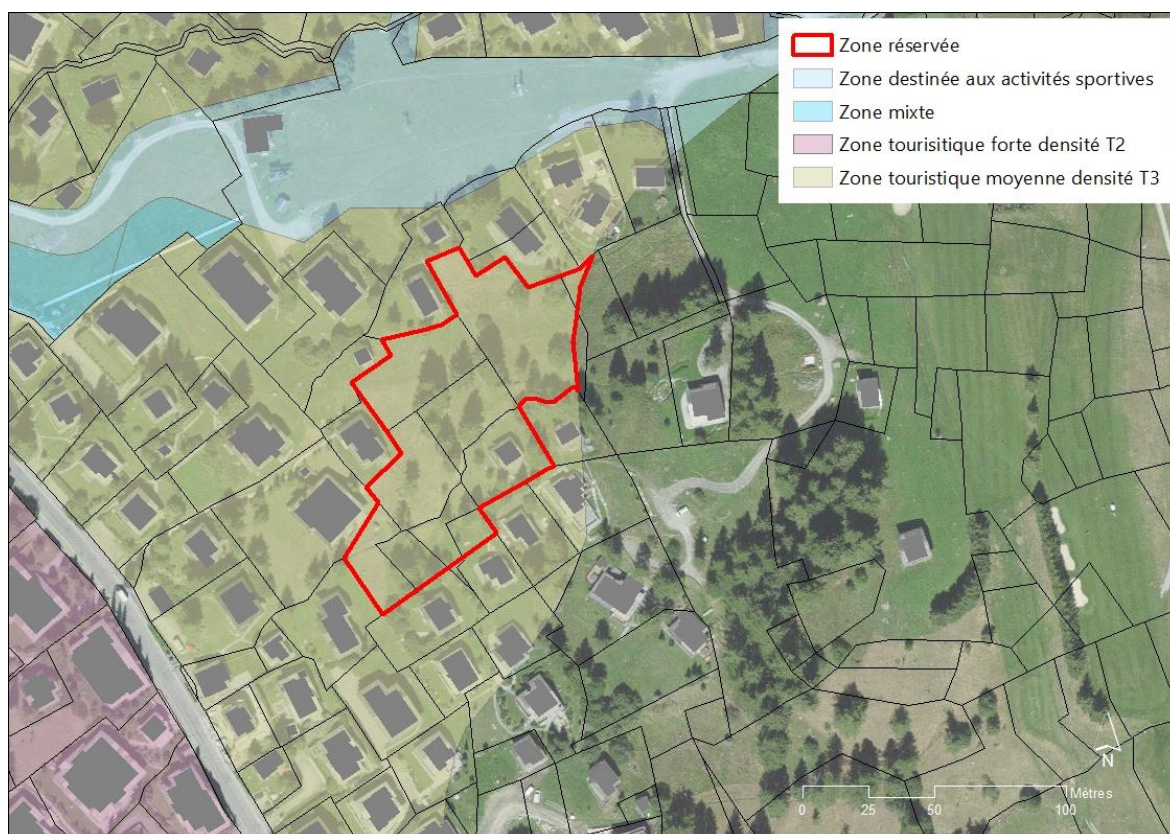 Zone réservée
Zone destinée aux activités sportives
Zone mixte
Zone tourisitique forte densité T2
Zone touristique moyenne densité T3
N
Mètres
0 25 50 100